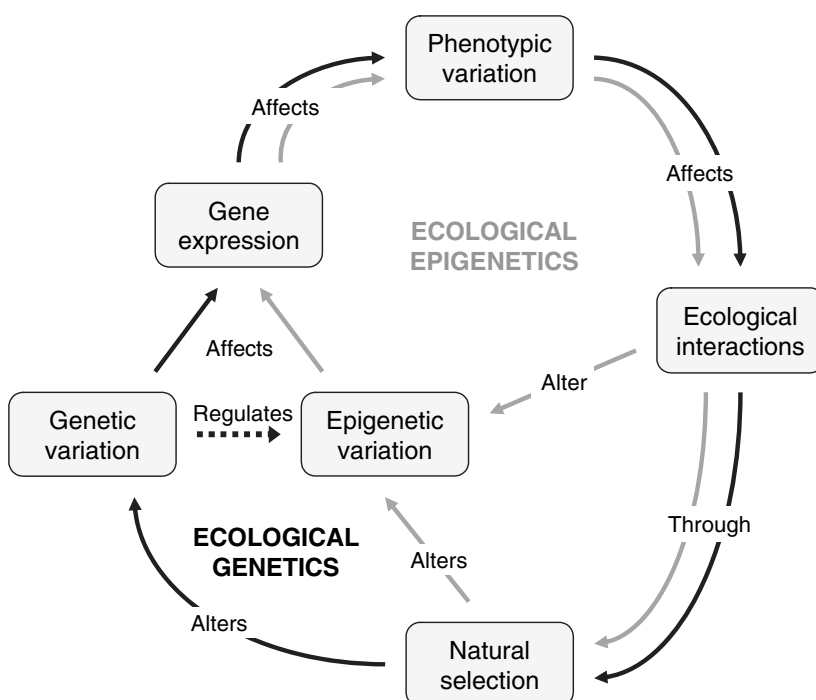 Phenotypic
variation
Affects
Affects
Gene
expression
ECOLOGICAL
EPIGENETICS
Ecological
interactions
Affects
Alter
Genetic
variation
Regulates
Epigenetic
variation
Through
ECOLOGICAL
GENETICS
Alters
Alters
Natural
selection